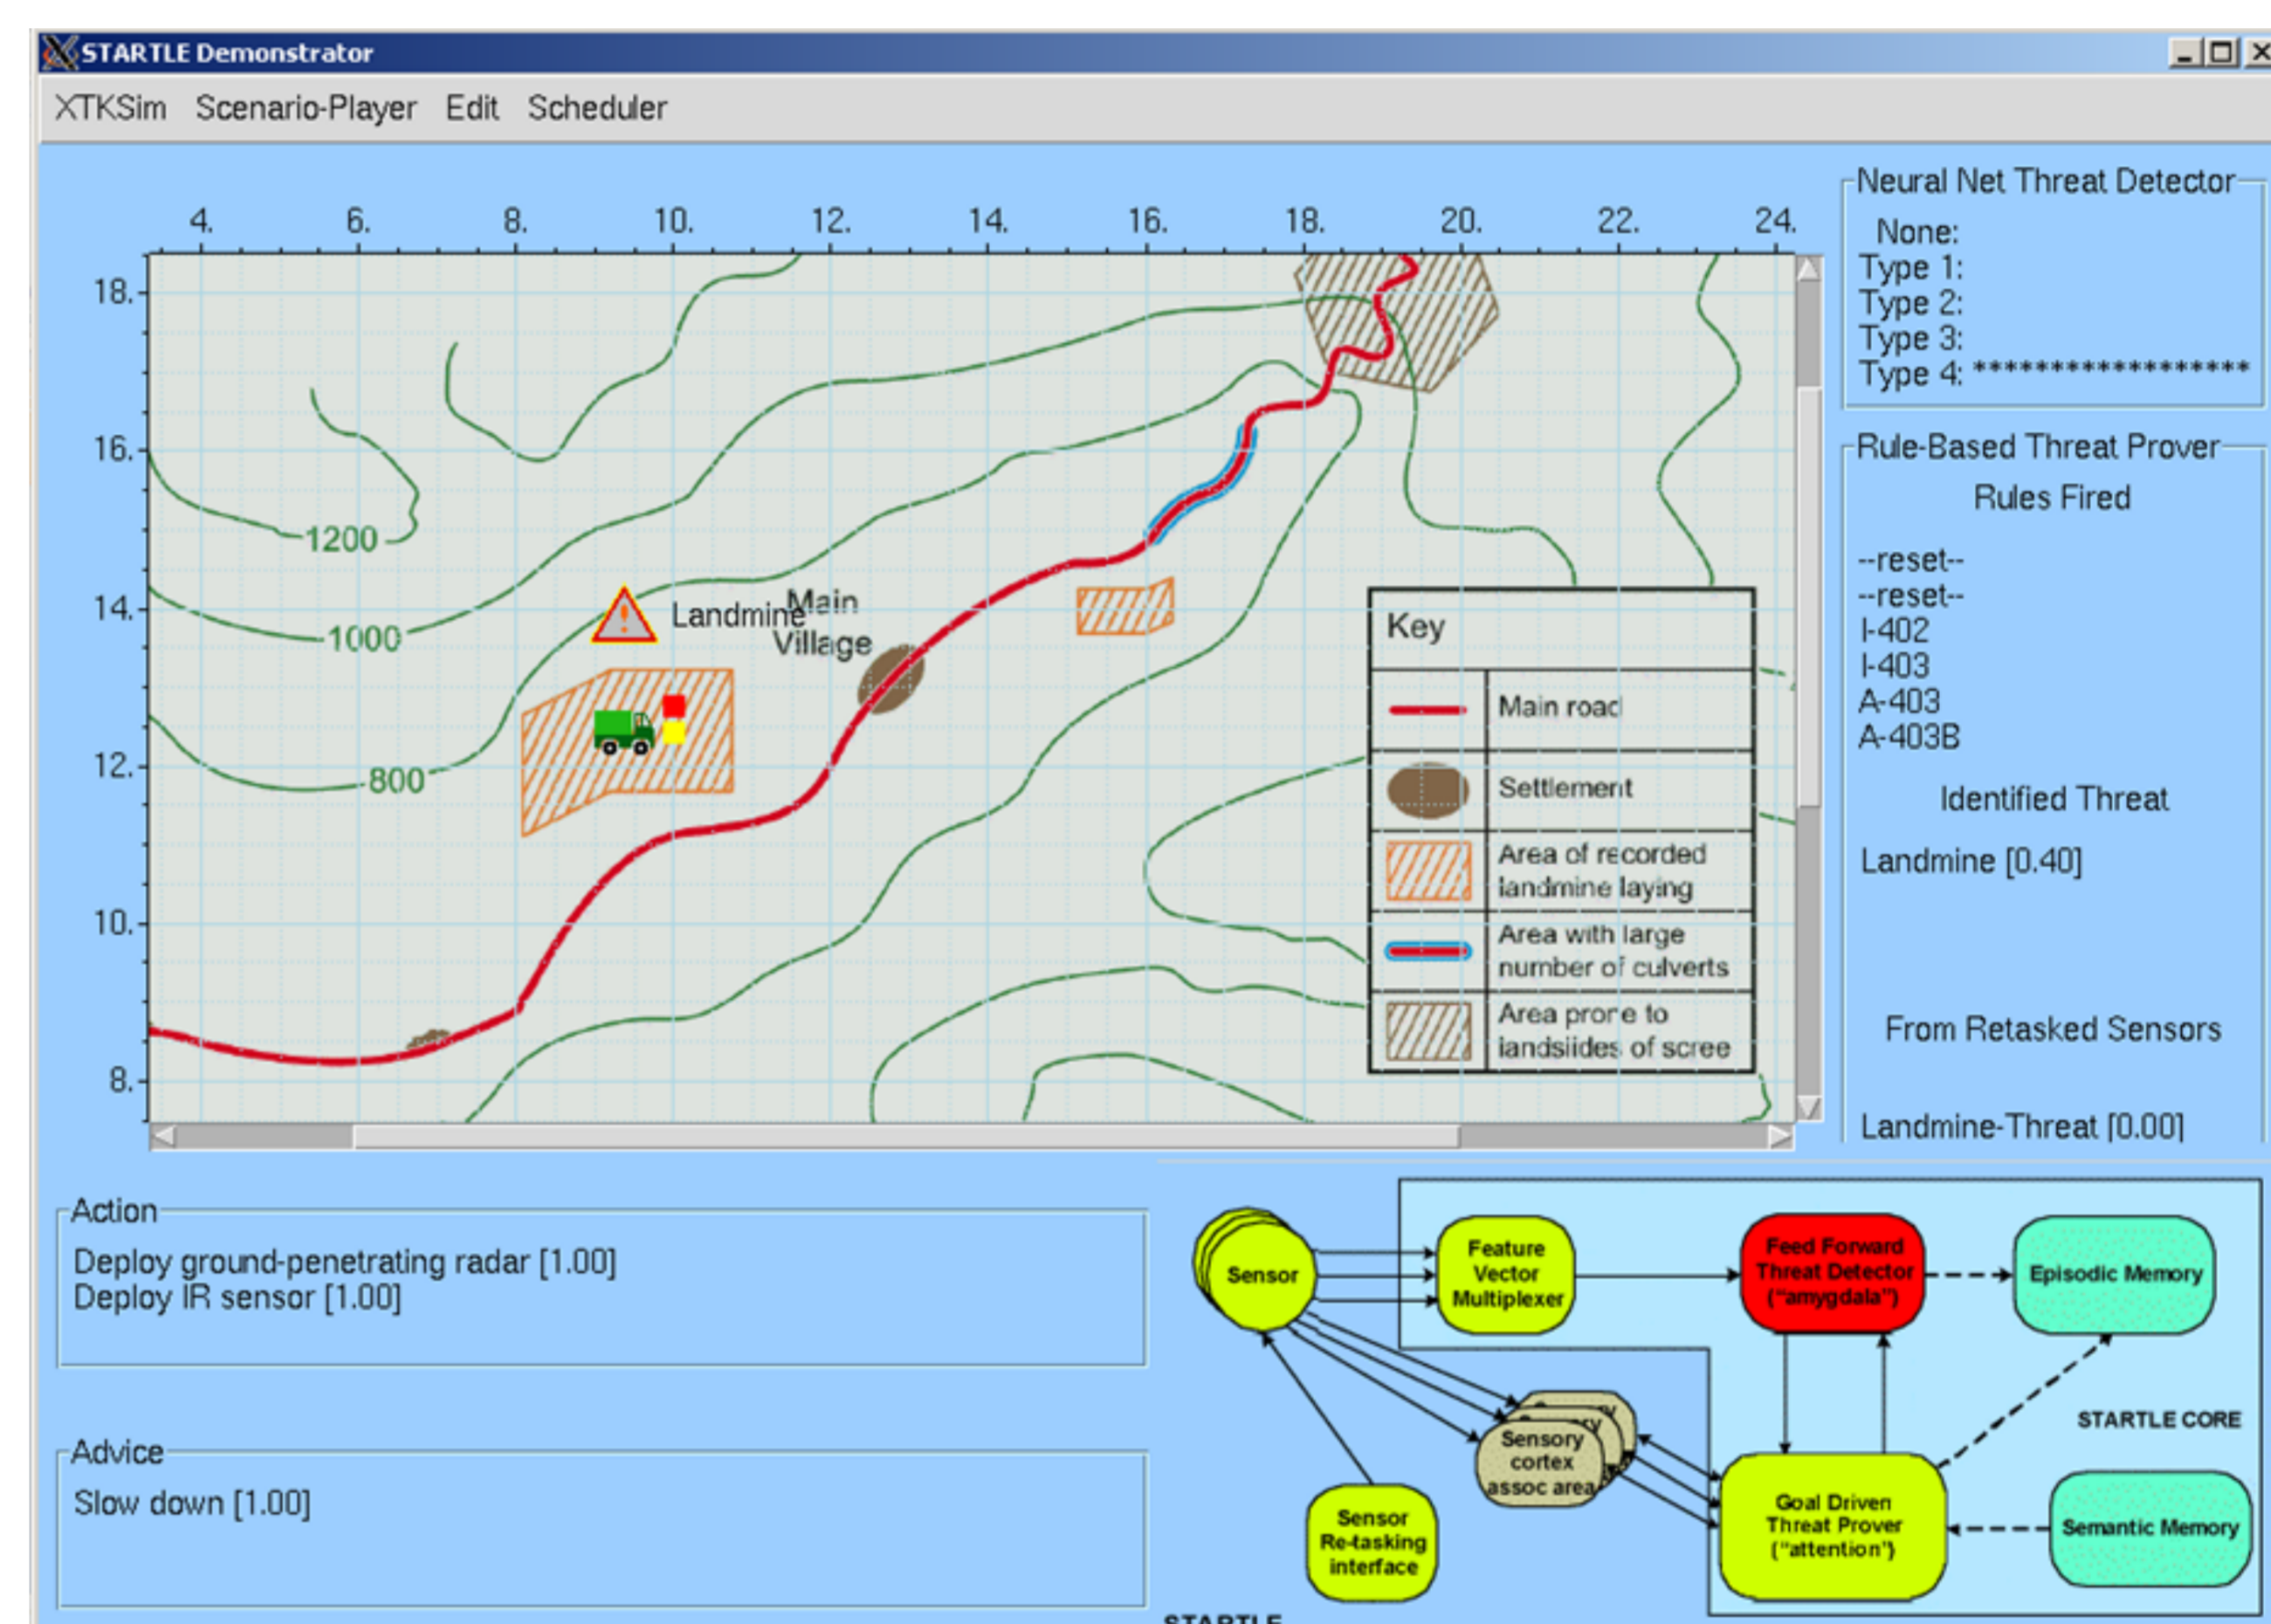 STARTLE Demonstrator
XTKSim Scenario-Player Edit Scheduler
4. 6. 8. 10. 12. 14. 16. 18. 20. 22. 24.
18.
16.
14.
12.
10.
8.
1200
1000
800
Landmine
Main
Village
Key
Main road
Settlement
Area of recorded
landmine laying
Area with large
number of culverts
Area prone to
landslides of scree
Neural Net Threat Detector
None:
Type 1:
Type 2:
Type 3:
Type 4: ******************
Rule-Based Threat Prover
Rules Fired
--reset--
--reset--
I-402
I-403
A-403
A-403B
Identified Threat
Landmine [0.40]
From Retasked Sensors
Landmine-Threat [0.00]
Action
Deploy ground-penetrating radar [1.00]
Deploy IR sensor [1.00]
Advice
Slow down [1.00]
Sensor
Feature
Vector
Multiplexer
Feed Forward
Threat Detector
("amygdala")
Episodic Memory
STARTLE CORE
Sensory
cortex
assoc area
Sensor
Re-tasking
interface
Goal Driven
Threat Prover
("attention')
Semantic Memory
STARTLE